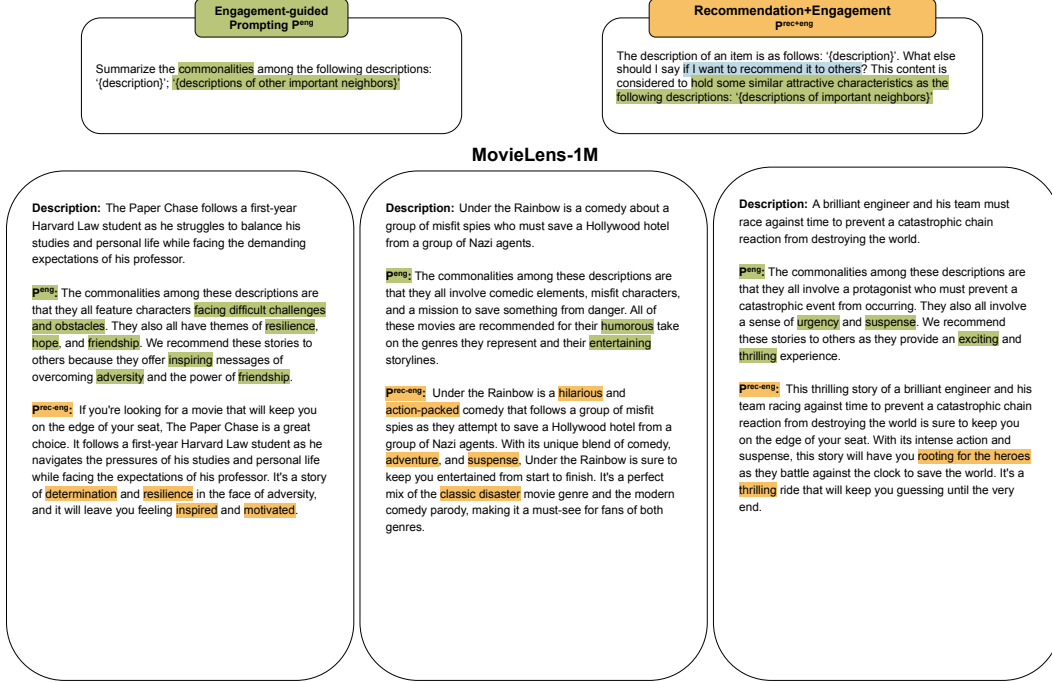 Engagement-guided
Prompting Pᵉⁿᵍ
Summarize the commonalities among the following descriptions:
‘{description}’; ‘{descriptions of other important neighbors}’
Recommendation+Engagement
Pʳᵉᶜ⁺ᵉⁿᵍ
The description of an item is as follows: ‘{description}’. What else
should I say if I want to recommend it to others? This content is
considered to hold some similar attractive characteristics as the
following descriptions: ‘{descriptions of important neighbors}’
MovieLens-1M
Description: The Paper Chase follows a first-year
Harvard Law student as he struggles to balance his
studies and personal life while facing the demanding
expectations of his professor.
Pᵉⁿᵍ: The commonalities among these descriptions are
that they all feature characters facing difficult challenges
and obstacles. They also all have themes of resilience,
hope, and friendship. We recommend these stories to
others because they offer inspiring messages of
overcoming adversity and the power of friendship.
Pʳᵉᶜ⁻ᵉⁿᵍ: If you're looking for a movie that will keep you
on the edge of your seat, The Paper Chase is a great
choice. It follows a first-year Harvard Law student as he
navigates the pressures of his studies and personal life
while facing the expectations of his professor. It's a story
of determination and resilience in the face of adversity,
and it will leave you feeling inspired and motivated.
Description: Under the Rainbow is a comedy about a
group of misfit spies who must save a Hollywood hotel
from a group of Nazi agents.
Pᵉⁿᵍ: The commonalities among these descriptions are
that they all involve comedic elements, misfit characters,
and a mission to save something from danger. All of
these movies are recommended for their humorous take
on the genres they represent and their entertaining
storylines.
Pʳᵉᶜ⁻ᵉⁿᵍ: Under the Rainbow is a hilarious and
action-packed comedy that follows a group of misfit
spies as they attempt to save a Hollywood hotel from a
group of Nazi agents. With its unique blend of comedy,
adventure, and suspense, Under the Rainbow is sure to
keep you entertained from start to finish. It's a perfect
mix of the classic disaster movie genre and the modern
comedy parody, making it a must-see for fans of both
genres.
Description: A brilliant engineer and his team must
race against time to prevent a catastrophic chain
reaction from destroying the world.
Pᵉⁿᵍ: The commonalities among these descriptions are
that they all involve a protagonist who must prevent a
catastrophic event from occurring. They also all involve
a sense of urgency and suspense. We recommend
these stories to others as they provide an exciting and
thrilling experience.
Pʳᵉᶜ⁻ᵉⁿᵍ: This thrilling story of a brilliant engineer and his
team racing against time to prevent a catastrophic chain
reaction from destroying the world is sure to keep you
on the edge of your seat. With its intense action and
suspense, this story will have you rooting for the heroes
as they battle against the clock to save the world. It's a
thrilling ride that will keep you guessing until the very
end.